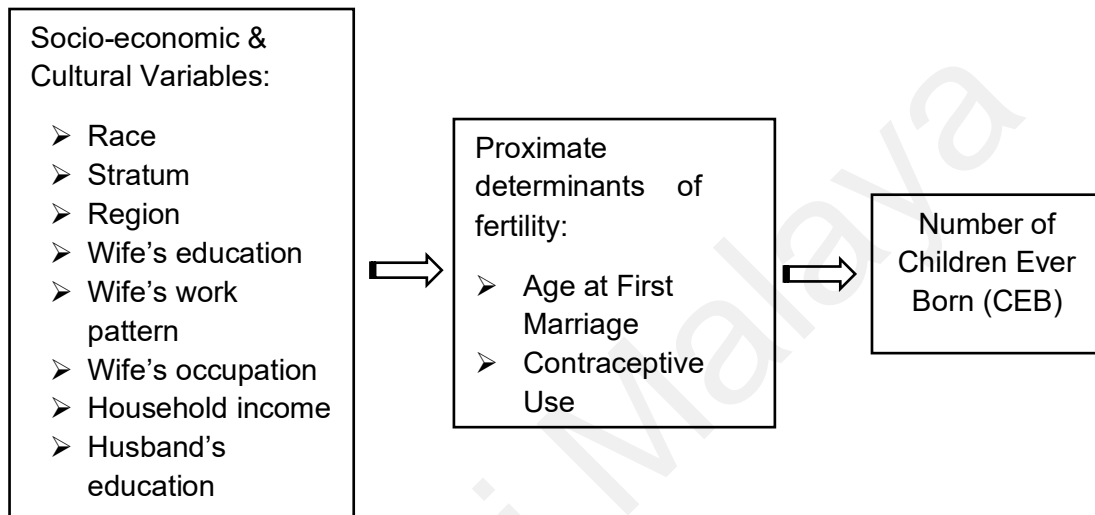 Socio-economic &
Cultural Variables:
➢ Race
➢ Stratum
➢ Region
➢ Wife’s education
➢ Wife’s work
pattern
➢ Wife’s occupation
➢ Household income
➢ Husband’s
education
Proximate
determinants of
fertility:
➢ Age at First
Marriage
➢ Contraceptive
Use
Number of
Children Ever
Born (CEB)
Malaya